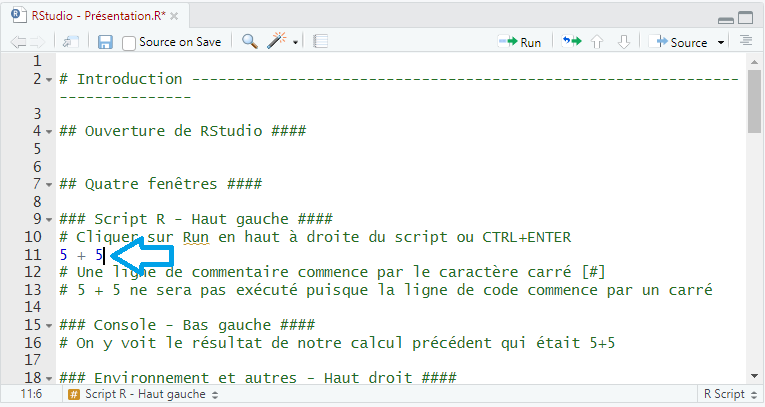 RStudio - Présentation.R*
Source on Save Run Source
1
2 # Introduction --------------------------------------------------------------
---------------
3
4 ## Ouverture de RStudio ####
5
6
7 ## Quatre fenêtres ####
8
9 ### Script R - Haut gauche ####
10 # Cliquer sur Run en haut à droite du script ou CTRL+ENTER
11 5 + 5
12 # Une ligne de commentaire commence par le caractère carré [#]
13 # 5 + 5 ne sera pas exécuté puisque la ligne de code commence par un carré
14
15 ### Console - Bas gauche ####
16 # On y voit le résultat de notre calcul précédent qui était 5+5
17
18 ### Environnement et autres - Haut droit ####
11:6 # Script R - Haut gauche R Script